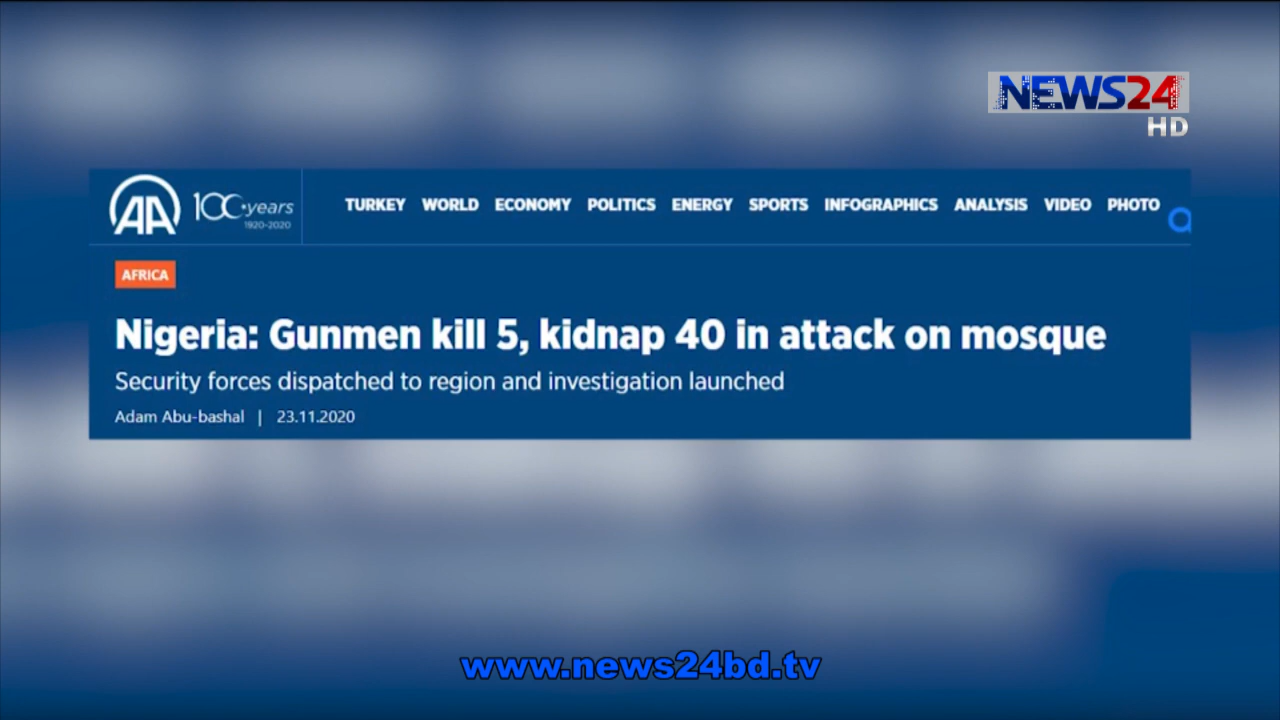 NEWS24
HD
AA 100.years
1920-2020
TURKEY WORLD ECONOMY POLITICS ENERGY SPORTS INFOGRAPHICS ANALYSIS VIDEO PHOTO
AFRICA
Nigeria: Gunmen kill 5, kidnap 40 in attack on mosque
Security forces dispatched to region and investigation launched
Adam Abu-bashal | 23.11.2020
www.news24bd.tv